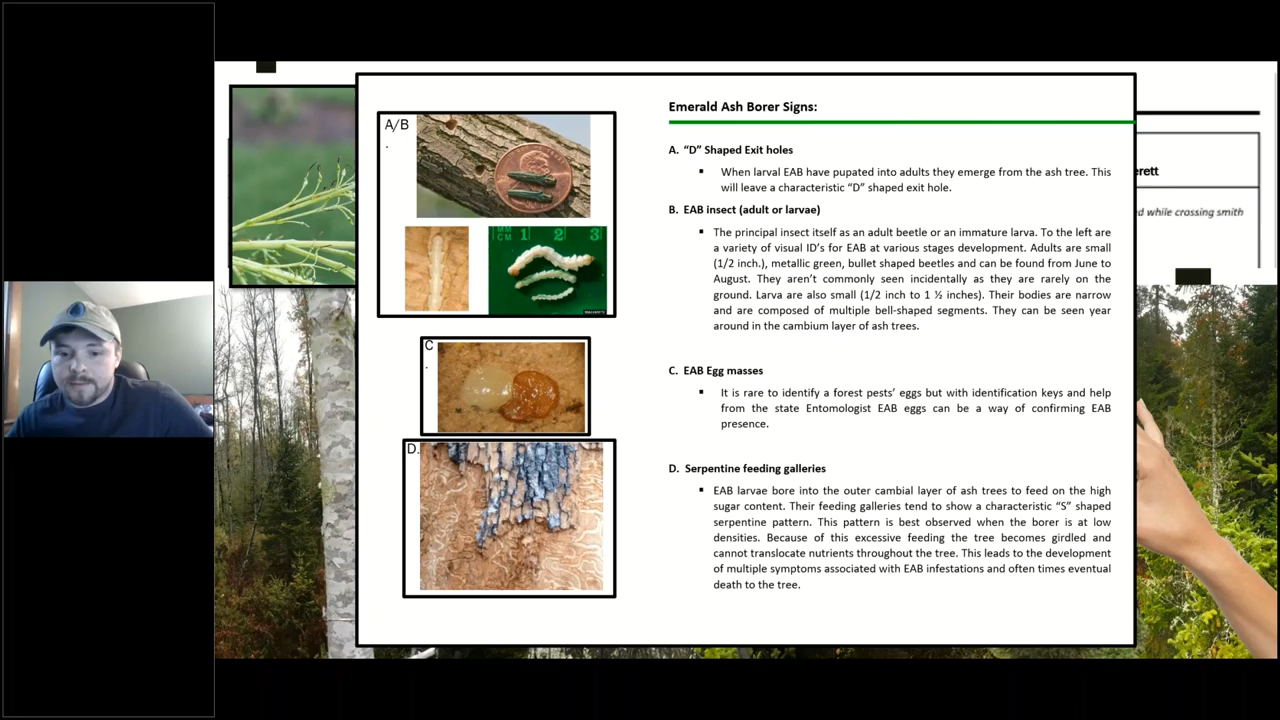 A/B
.
MM
CM 1 2 3
C
.
D.
Emerald Ash Borer Signs:
A. “D” Shaped Exit holes
▪ When larval EAB have pupated into adults they emerge from the ash tree. This
will leave a characteristic “D” shaped exit hole.
B. EAB insect (adult or larvae)
▪ The principal insect itself as an adult beetle or an immature larva. To the left are
a variety of visual ID’s for EAB at various stages development. Adults are small
(1/2 inch.), metallic green, bullet shaped beetles and can be found from June to
August. They aren’t commonly seen incidentally as they are rarely on the
ground. Larva are also small (1/2 inch to 1 ½ inches). Their bodies are narrow
and are composed of multiple bell-shaped segments. They can be seen year
around in the cambium layer of ash trees.
C. EAB Egg masses
▪ It is rare to identify a forest pests’ eggs but with identification keys and help
from the state Entomologist EAB eggs can be a way of confirming EAB
presence.
D. Serpentine feeding galleries
▪ EAB larvae bore into the outer cambial layer of ash trees to feed on the high
sugar content. Their feeding galleries tend to show a characteristic “S” shaped
serpentine pattern. This pattern is best observed when the borer is at low
densities. Because of this excessive feeding the tree becomes girdled and
cannot translocate nutrients throughout the tree. This leads to the development
of multiple symptoms associated with EAB infestations and often times eventual
death to the tree.
erett
d while crossing smith